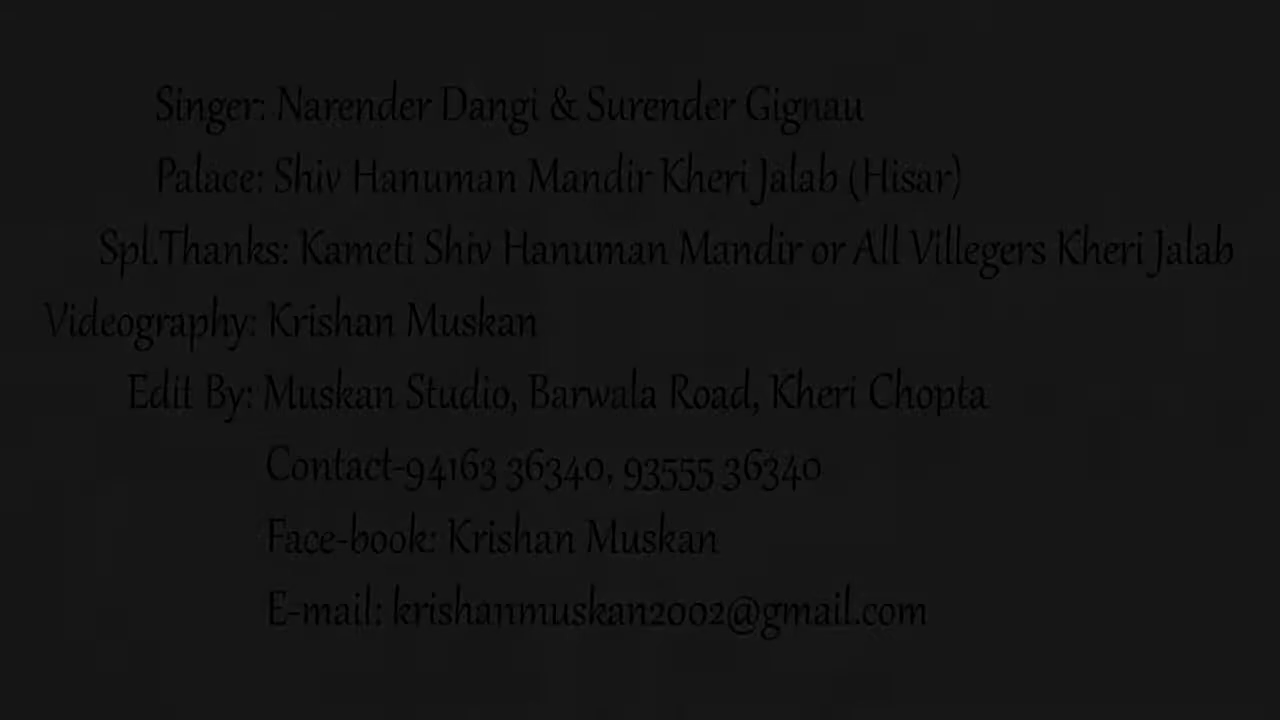 Singer: Narender Dangi & Surender Gignau
Palace: Shiv Hanuman Mandir Kheri Jalab (Hisar)
Spl.Thanks: Kameti Shiv Hanuman Mandir or All Villegers Kheri Jalab
Videography: Krishan Muskan
Edit By: Muskan Studio, Barwala Road, Kheri Chopta
Contact-94163 36340, 93555 36340
Face-book: Krishan Muskan
E-mail: krishanmuskan2002@gmail.com